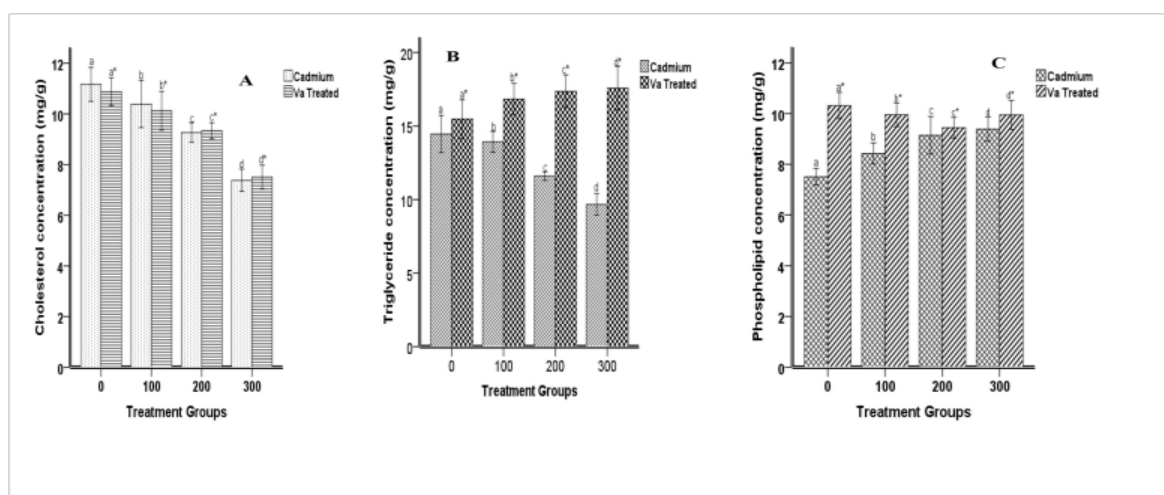 A
Cholesterol concentration (mg/g)
12
10
8
6
4
2
0
a
a*
b
b*
c
c*
d
d*
Cadmium
Va Treated
0 100 200 300
Treatment Groups
B
Triglyceride concentration (mg/g)
20
15
10
5
0
a
a*
b
b*
c
c*
d
d*
Cadmium
Va Treated
0 100 200 300
Treatment Groups
C
Phospholipid concentration (mg/g)
12
10
8
6
4
2
0
a
a*
b
b*
c
c*
d
d*
Cadmium
Va Treated
0 100 200 300
Treatment Groups